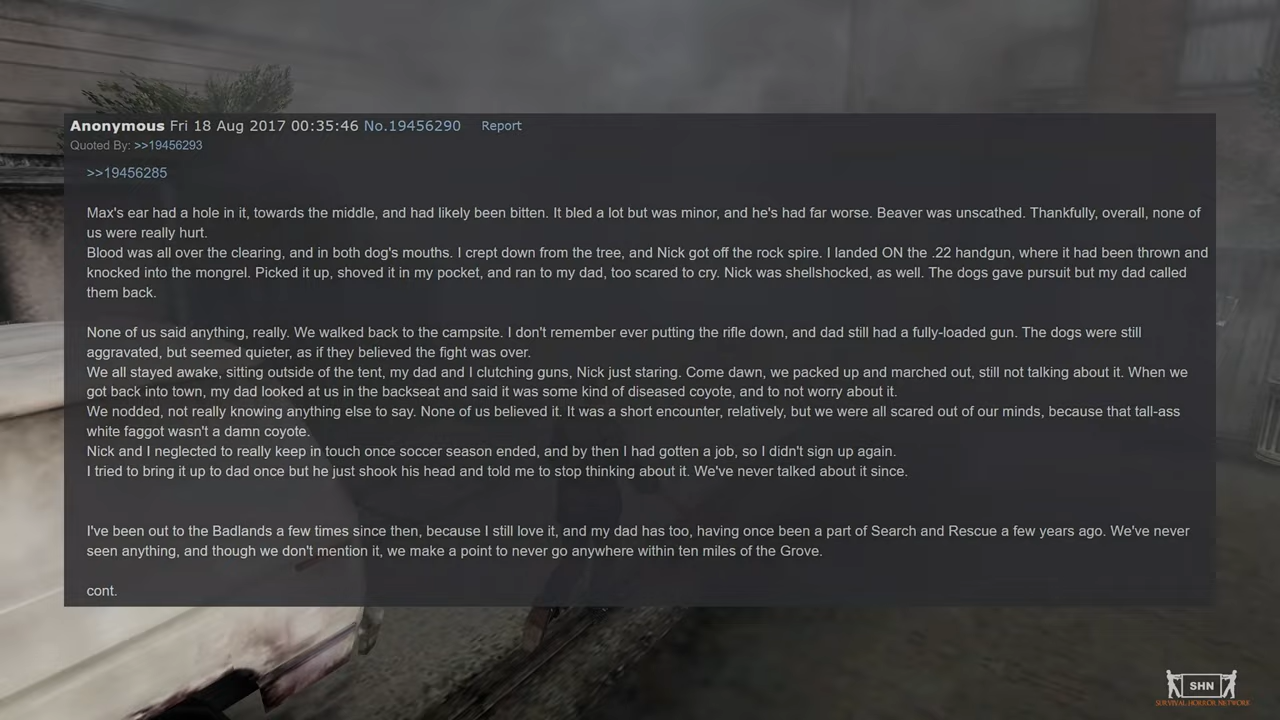 Anonymous Fri 18 Aug 2017 00:35:46 No.19456290 Report
Quoted By: >>19456293
>>19456285
Max's ear had a hole in it, towards the middle, and had likely been bitten. It bled a lot but was minor, and he's had far worse. Beaver was unscathed. Thankfully, overall, none of
us were really hurt.
Blood was all over the clearing, and in both dog's mouths. I crept down from the tree, and Nick got off the rock spire. I landed ON the .22 handgun, where it had been thrown and
knocked into the mongrel. Picked it up, shoved it in my pocket, and ran to my dad, too scared to cry. Nick was shellshocked, as well. The dogs gave pursuit but my dad called
them back.
None of us said anything, really. We walked back to the campsite. I don't remember ever putting the rifle down, and dad still had a fully-loaded gun. The dogs were still
aggravated, but seemed quieter, as if they believed the fight was over.
We all stayed awake, sitting outside of the tent, my dad and I clutching guns, Nick just staring. Come dawn, we packed up and marched out, still not talking about it. When we
got back into town, my dad looked at us in the backseat and said it was some kind of diseased coyote, and to not worry about it.
We nodded, not really knowing anything else to say. None of us believed it. It was a short encounter, relatively, but we were all scared out of our minds, because that tall-ass
white faggot wasn't a damn coyote.
Nick and I neglected to really keep in touch once soccer season ended, and by then I had gotten a job, so I didn't sign up again.
I tried to bring it up to dad once but he just shook his head and told me to stop thinking about it. We've never talked about it since.
I've been out to the Badlands a few times since then, because I still love it, and my dad has too, having once been a part of Search and Rescue a few years ago. We've never
seen anything, and though we don't mention it, we make a point to never go anywhere within ten miles of the Grove.
cont.
SHN
SURVIVAL HORROR NETWORK